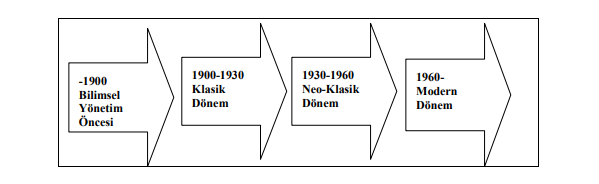 -1900
Bilimsel
Yönetim
Öncesi
1900-1930
Klasik
Dönem
1930-1960
Neo-Klasik
Dönem
1960-
Modern
Dönem